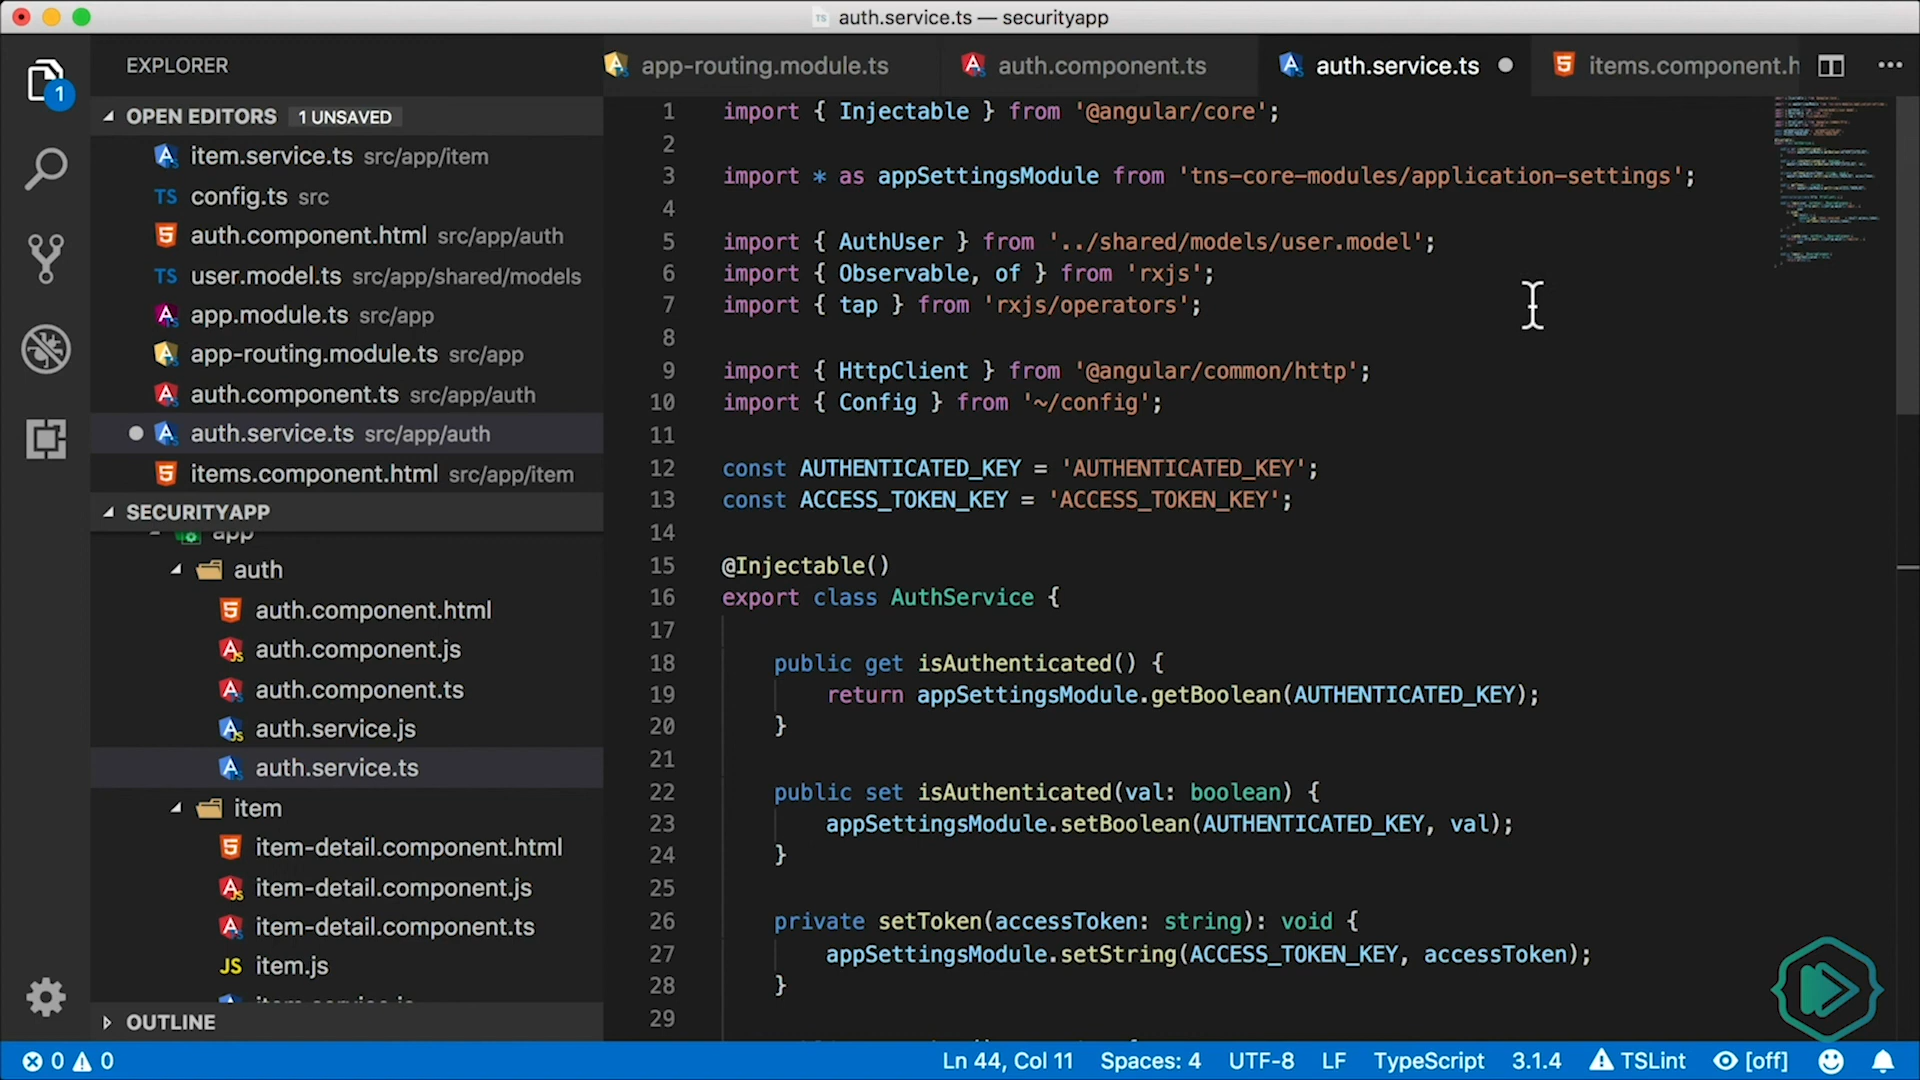 auth.service.ts — securityapp
EXPLORER
OPEN EDITORS 1 UNSAVED
item.service.ts src/app/item
config.ts src
auth.component.html src/app/auth
user.model.ts src/app/shared/models
app.module.ts src/app
app-routing.module.ts src/app
auth.component.ts src/app/auth
auth.service.ts src/app/auth
items.component.html src/app/item
SECURITYAPP
app
auth
auth.component.html
auth.component.js
auth.component.ts
auth.service.js
auth.service.ts
item
item-detail.component.html
item-detail.component.js
item-detail.component.ts
item.js
OUTLINE
app-routing.module.ts auth.component.ts auth.service.ts items.component.h
1 import { Injectable } from '@angular/core';
2
3 import * as appSettingsModule from 'tns-core-modules/application-settings';
4
5 import { AuthUser } from '../shared/models/user.model';
6 import { Observable, of } from 'rxjs';
7 import { tap } from 'rxjs/operators';
8
9 import { HttpClient } from '@angular/common/http';
10 import { Config } from '~/config';
11
12 const AUTHENTICATED_KEY = 'AUTHENTICATED_KEY';
13 const ACCESS_TOKEN_KEY = 'ACCESS_TOKEN_KEY';
14
15 @Injectable()
16 export class AuthService {
17
18 public get isAuthenticated() {
19 return appSettingsModule.getBoolean(AUTHENTICATED_KEY);
20 }
21
22 public set isAuthenticated(val: boolean) {
23 appSettingsModule.setBoolean(AUTHENTICATED_KEY, val);
24 }
25
26 private setToken(accessToken: string): void {
27 appSettingsModule.setString(ACCESS_TOKEN_KEY, accessToken);
28 }
29
0 0 Ln 44, Col 11 Spaces: 4 UTF-8 LF TypeScript 3.1.4 TSLint [off]